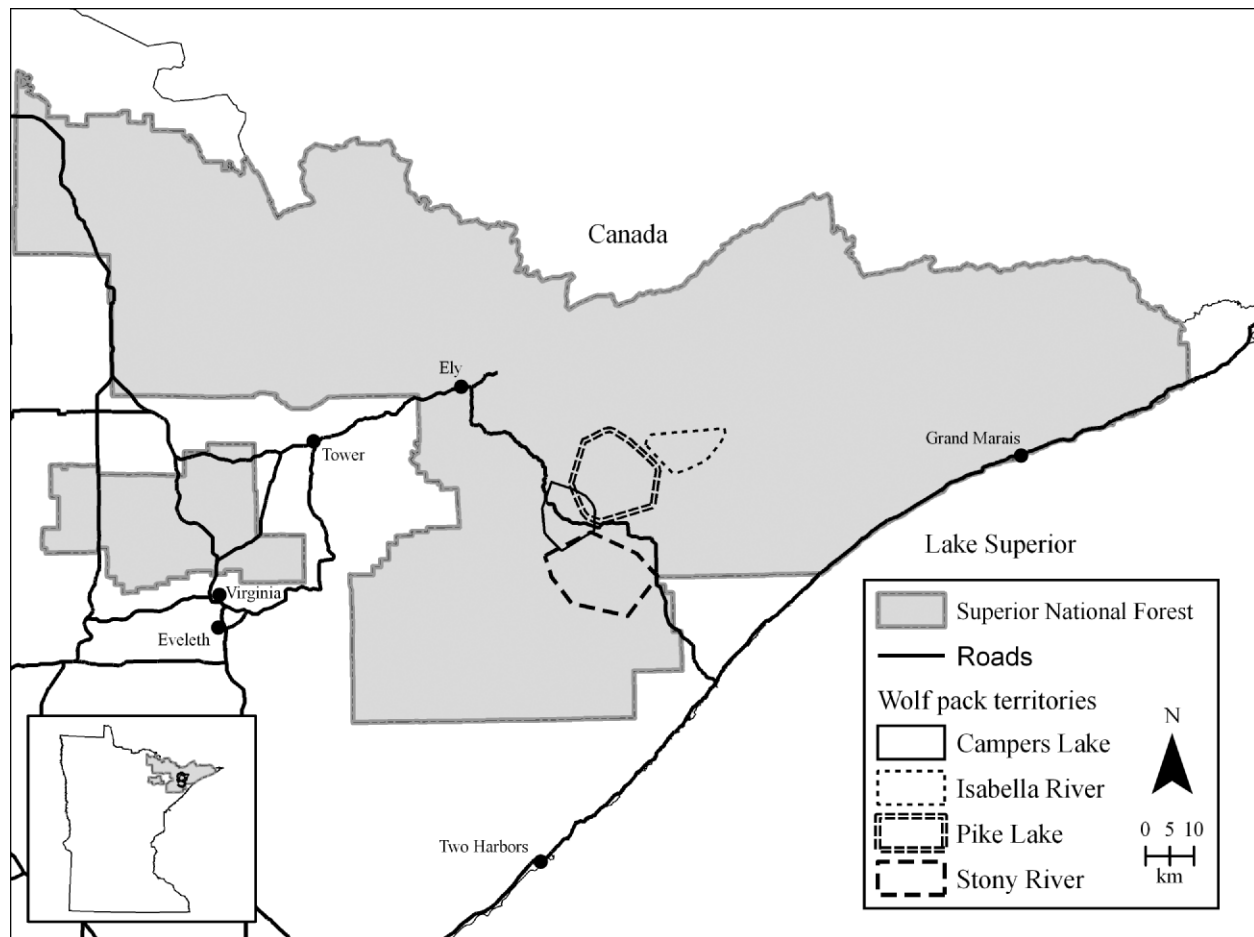 Canada
Ely
Grand Marais
Tower
Lake Superior
Virginia
Eveleth
Two Harbors
Superior National Forest
Roads
Wolf pack territories
Campers Lake
Isabella River
Pike Lake
Stony River
N
0 5 10
km